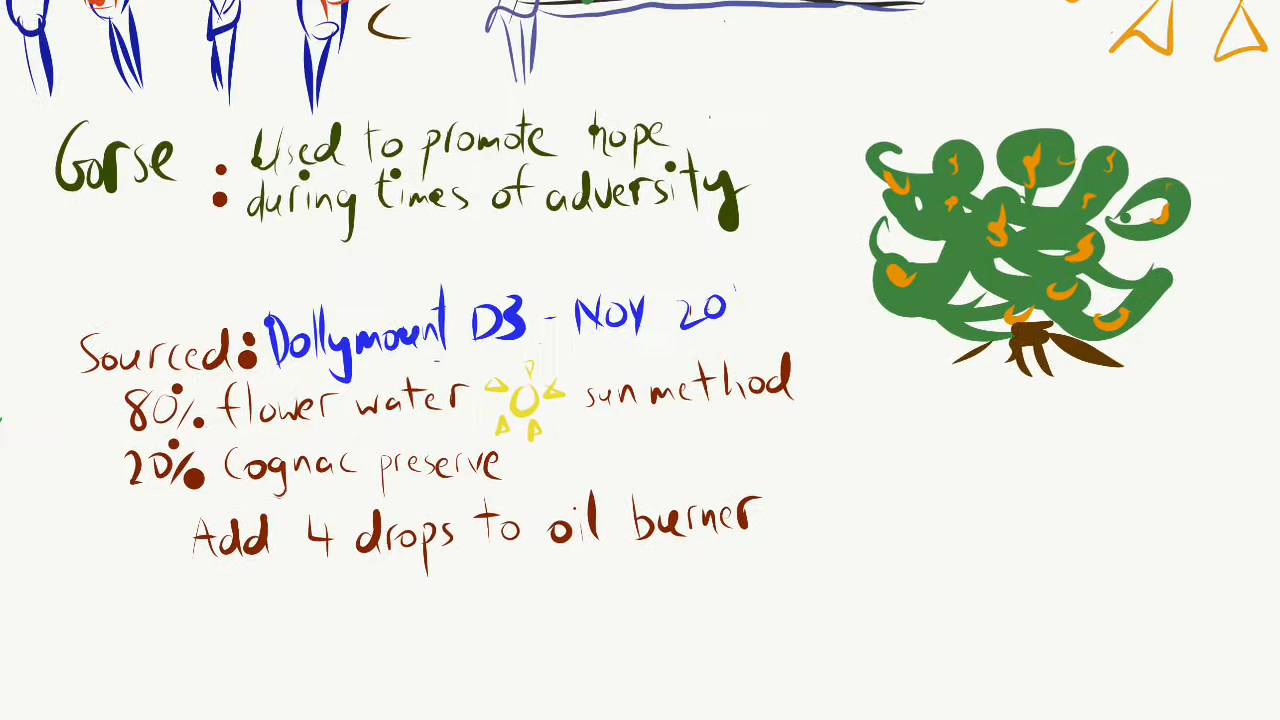 Gorse : Used to promote hope
: during times of adversity
Sourced: Dollymount D3 - Nov 20
80% flower water sun method
20% Cognac preserve
Add 4 drops to oil burner